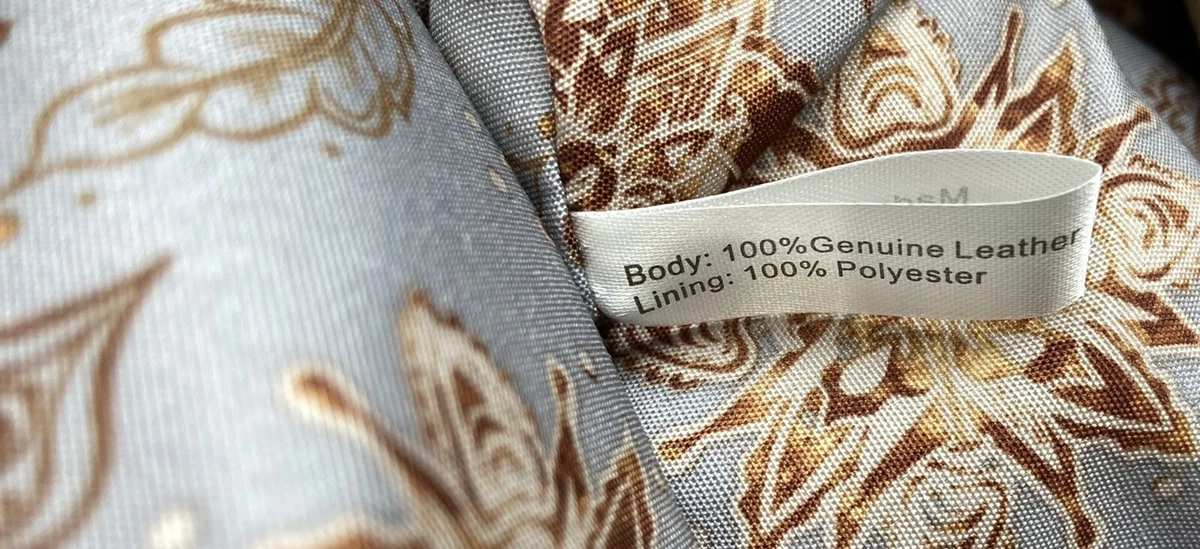 Body: 100%Genuine Leather
Lining: 100% Polyester